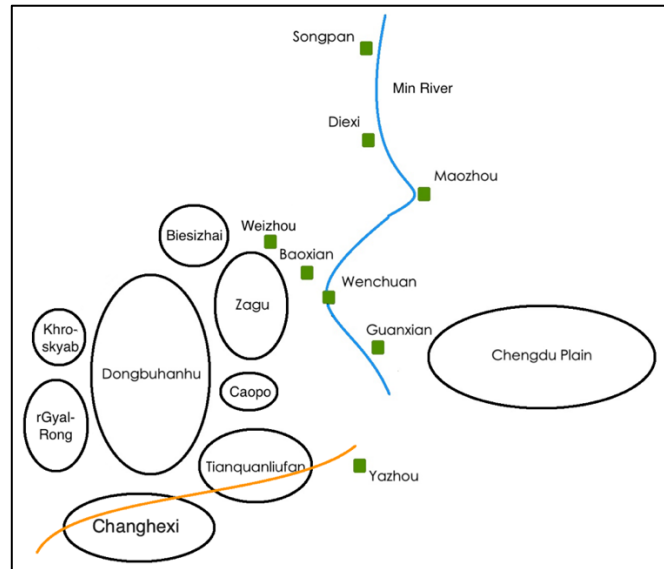 Songpan
Min River
Diexi
Maozhou
Weizhou
Biesizhai
Baoxian
Wenchuan
Zagu
Khro-
skyab
Guanxian
Chengdu Plain
Dongbuhanhu
Caopo
rGyal-
Rong
Tianquanliufan
Yazhou
Changhexi